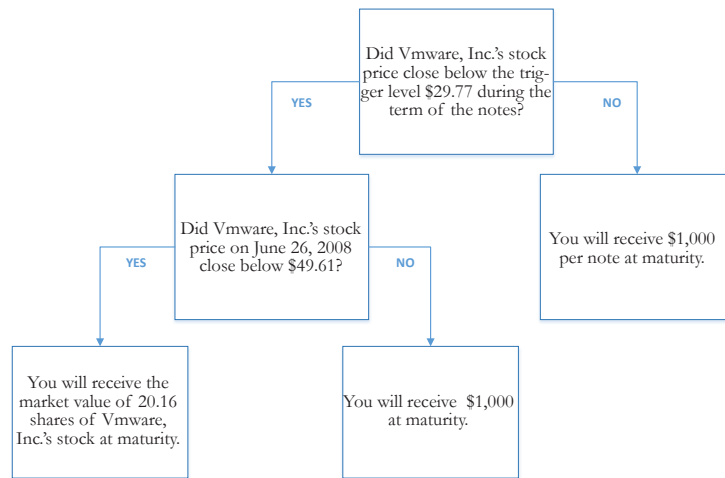 Did Vmware, Inc.'s stock
price close below the trig-
ger level $29.77 during the
term of the notes?
YES
NO
Did Vmware, Inc.'s stock
price on June 26, 2008
close below $49.61?
You will receive $1,000
per note at maturity.
YES
NO
You will receive the
market value of 20.16
shares of Vmware,
Inc.'s stock at maturity.
You will receive $1,000
at maturity.